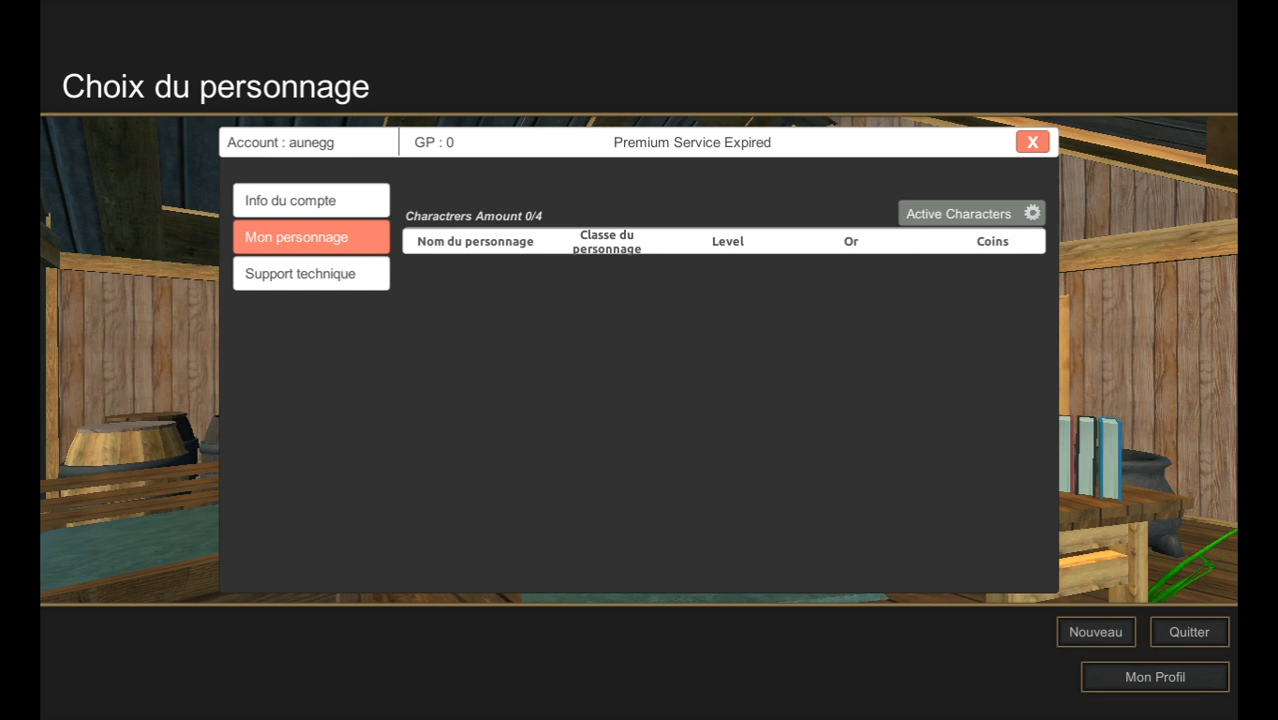 Choix du personnage
Account : aunegg
GP : 0
Premium Service Expired
X
Info du compte
Mon personnage
Support technique
Charactrers Amount 0/4
Active Characters
Nom du personnage
Classe du
personnage
Level
Or
Coins
Nouveau
Quitter
Mon Profil